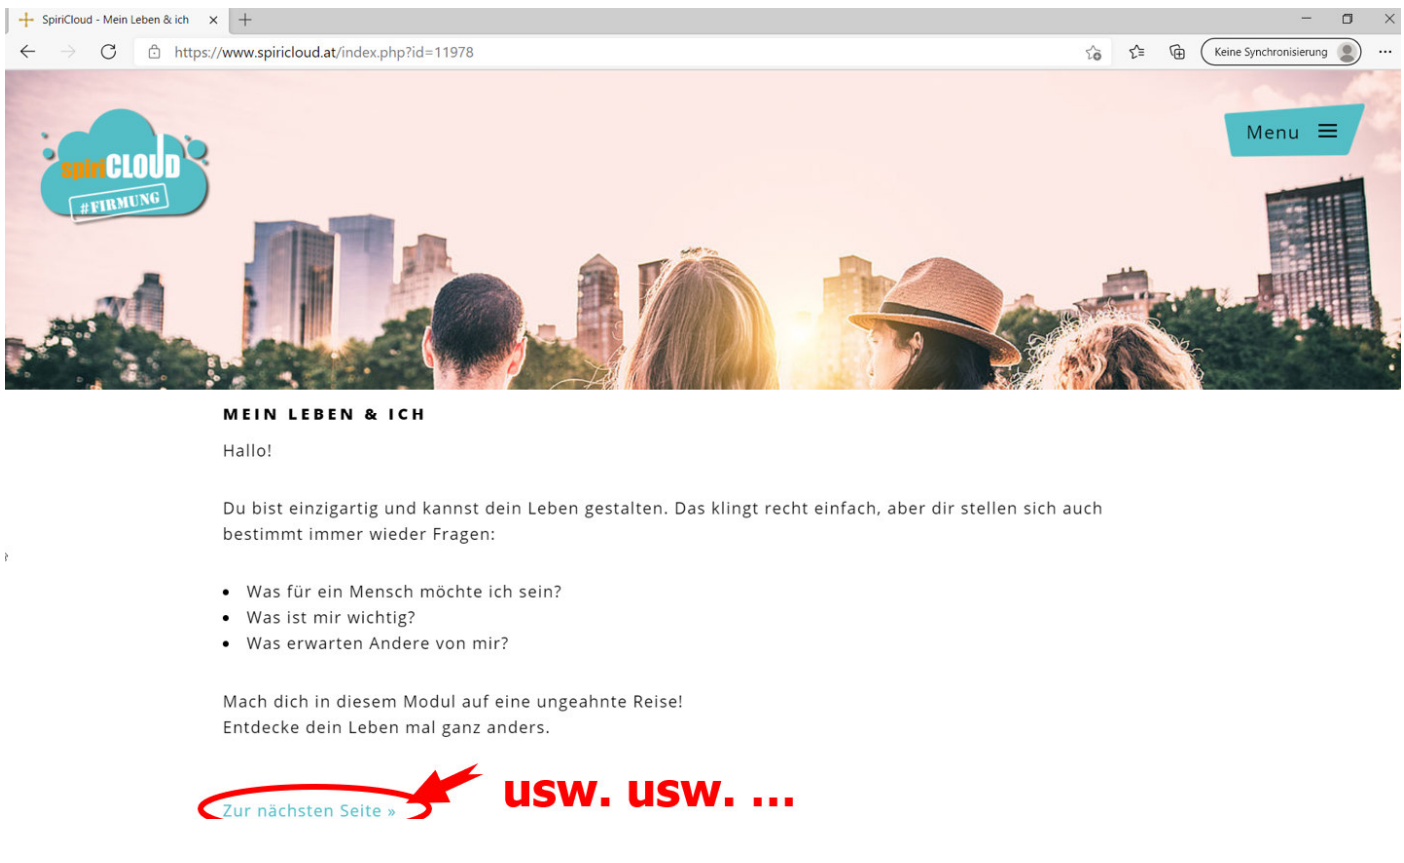 SpiriCloud - Mein Leben & ich
https://www.spiricloud.at/index.php?id=11978
Keine Synchronisierung
spiriCLOUD
#FIRMUNG
Menu
MEIN LEBEN & ICH
Hallo!
Du bist einzigartig und kannst dein Leben gestalten. Das klingt recht einfach, aber dir stellen sich auch
bestimmt immer wieder Fragen:
• Was für ein Mensch möchte ich sein?
• Was ist mir wichtig?
• Was erwarten Andere von mir?
Mach dich in diesem Modul auf eine ungeahnte Reise!
Entdecke dein Leben mal ganz anders.
Zur nächsten Seite »
usw. usw. ...